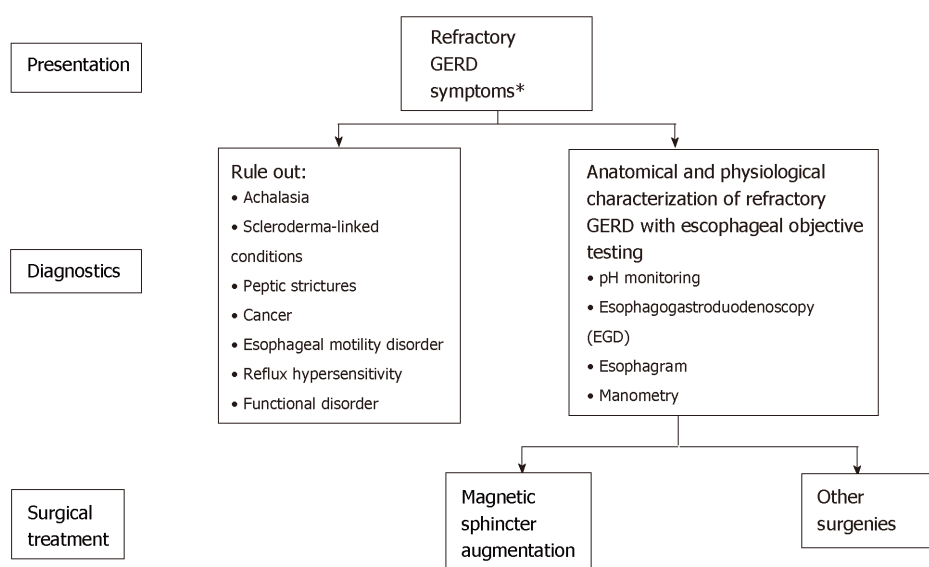 Presentation
Refractory
GERD
symptoms*
Diagnostics
Rule out:
• Achalasia
• Scleroderma-linked
conditions
• Peptic strictures
• Cancer
• Esophageal motility disorder
• Reflux hypersensitivity
• Functional disorder
Anatomical and physiological
characterization of refractory
GERD with escophageal objective
testing
• pH monitoring
• Esophagogastroduodenoscopy
(EGD)
• Esophagram
• Manometry
Surgical
treatment
Magnetic
sphincter
augmentation
Other
surgenies